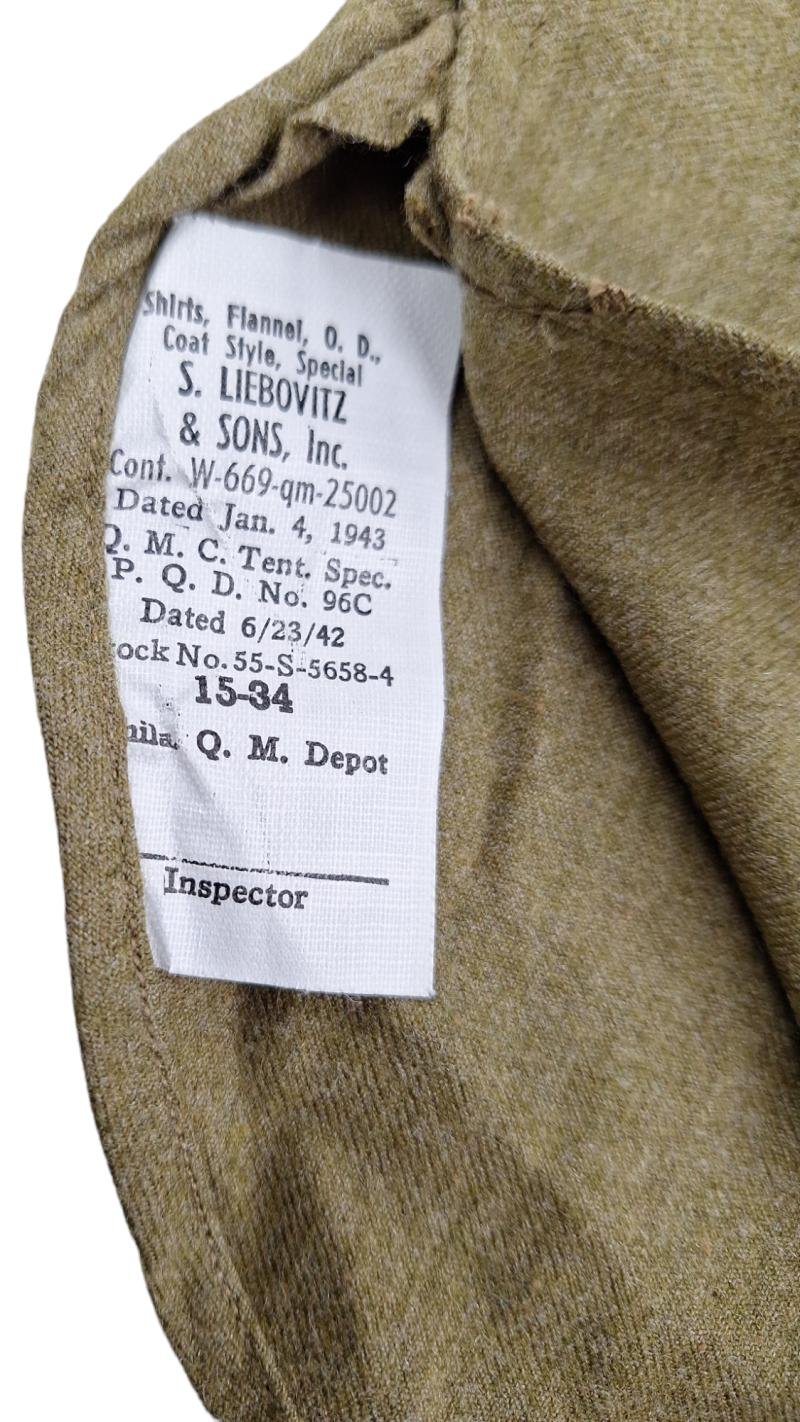 Shirts, Flannel, O. D.,
Coat Style, Special
S. LIEBOVITZ
& SONS, Inc.
Cont. W-669-qm-25002
Dated Jan. 4, 1943
Q. M. C. Tent. Spec.
P. Q. D. No. 96C
Dated 6/23/42
ock No. 55-S-5658-4
15-34
hila. Q. M. Depot
Inspector